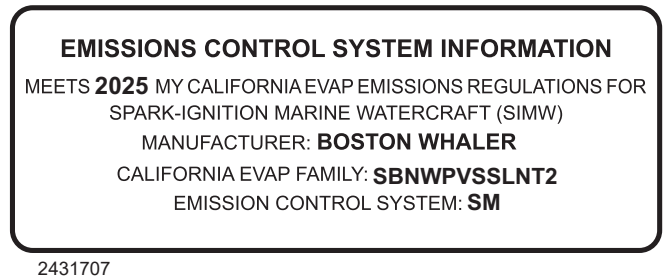 EMISSIONS CONTROL SYSTEM INFORMATION
MEETS 2025 MY CALIFORNIA EVAP EMISSIONS REGULATIONS FOR
SPARK-IGNITION MARINE WATERCRAFT (SIMW)
MANUFACTURER: BOSTON WHALER
CALIFORNIA EVAP FAMILY: SBNWPVSSLNT2
EMISSION CONTROL SYSTEM: SM
2431707